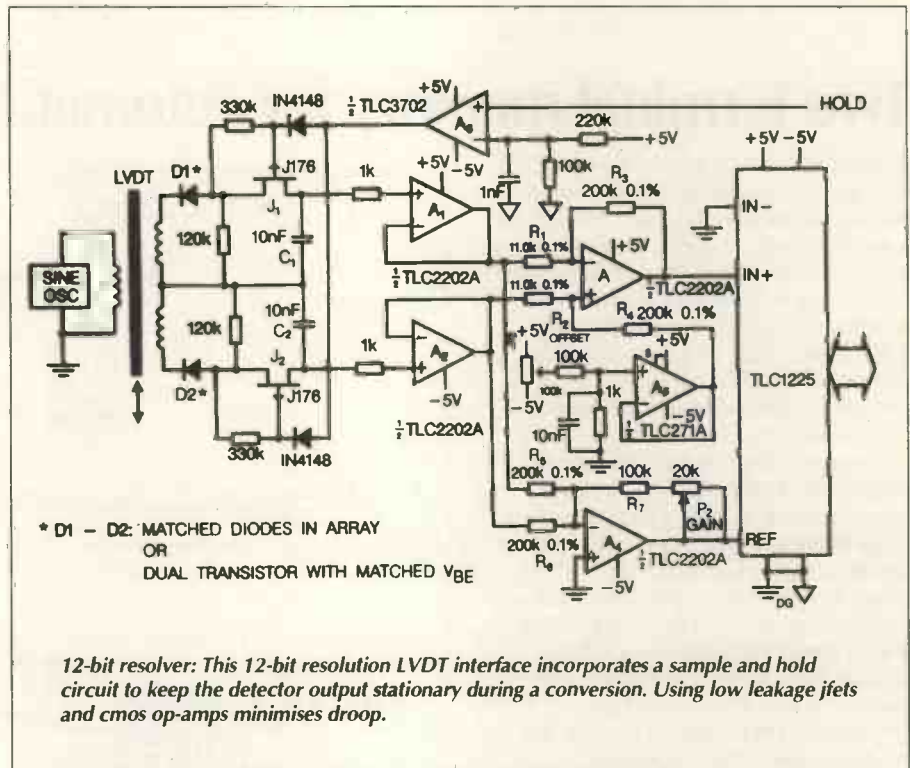 +5V
330k
IN4148
½ TLC3702
A₆
HOLD
-5V
220k
+5V
100k
1nF
D1*
LVDT
J176
J₁
1k
+5V
A₁
R₃
200k 0.1%
+5V -5V
IN-
120k
10nF
C₁
½ TLC2202A
R₁
11.0k 0.1%
+5V
A
½ TLC2202A
IN+
SINE OSC
10nF
C₂
120k
11.0k 0.1%
R₂
R₄ 200k 0.1%
J₂
1k
A₂
-5V
½ TLC2202A
OFFSET
+5V
100k
100k
-5V
1k
10nF
+5V
A₅
-5V
½ TLC271A
TLC1225
D2*
J176
330k
IN4148
R₅
200k 0.1%
100k
R₇
20k
P₂
GAIN
200k 0.1%
R₆
A₄
-5V
½ TLC2202A
REF
DG
* D1 – D2: MATCHED DIODES IN ARRAY
OR
DUAL TRANSISTOR WITH MATCHED VBE
12-bit resolver: This 12-bit resolution LVDT interface incorporates a sample and hold
circuit to keep the detector output stationary during a conversion. Using low leakage jfets
and cmos op-amps minimises droop.